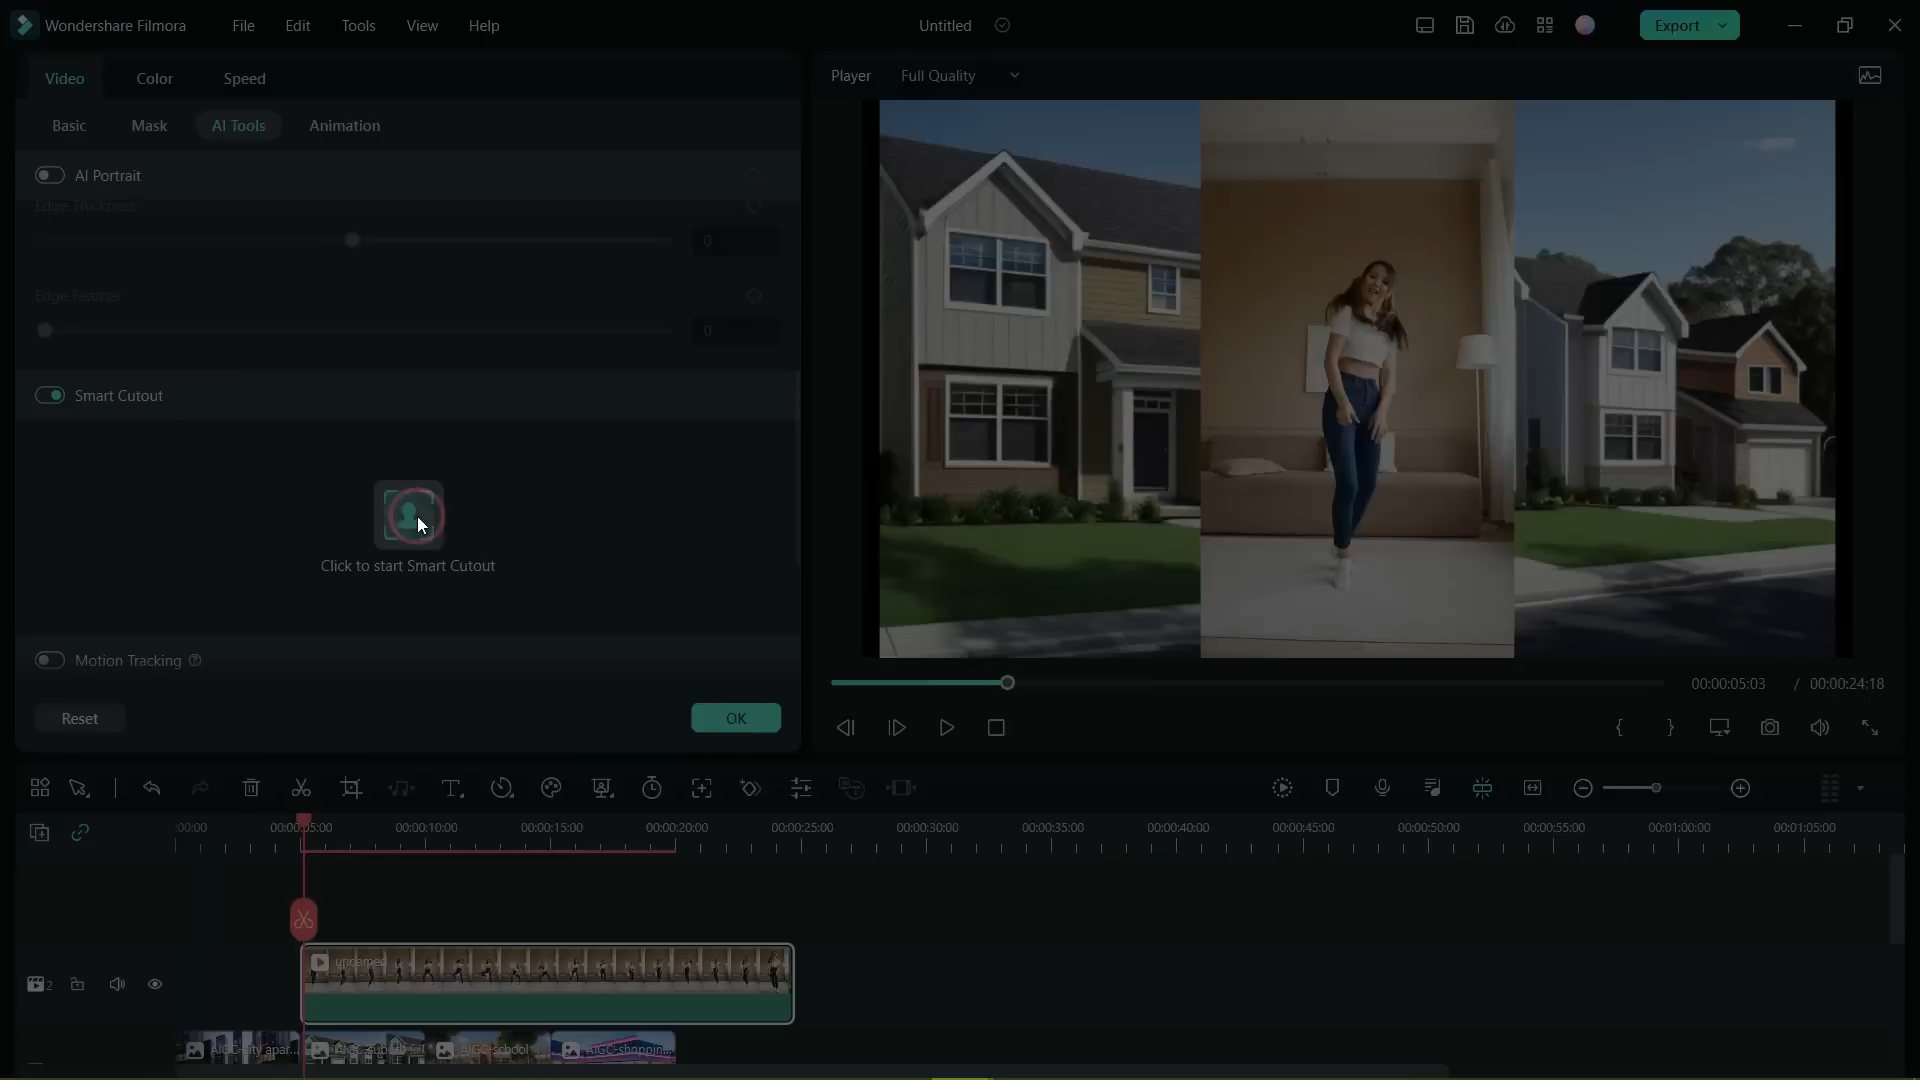 Wondershare Filmora File Edit Tools View Help Untitled Export
Video Color Speed
Player Full Quality
Basic Mask AI Tools Animation
AI Portrait
Edge Thickness
0
Edge Feather
0
Smart Cutout
Click to start Smart Cutout
Motion Tracking
00:00:05:03 / 00:00:24:18
Reset OK
:00:00 00:00:05:00 00:00:10:00 00:00:15:00 00:00:20:00 00:00:25:00 00:00:30:00 00:00:35:00 00:00:40:00 00:00:45:00 00:00:50:00 00:00:55:00 00:01:00:00 00:01:05:00
unnamed
2
AIGC-city apar... AIGC-school AIGC-shoppin...